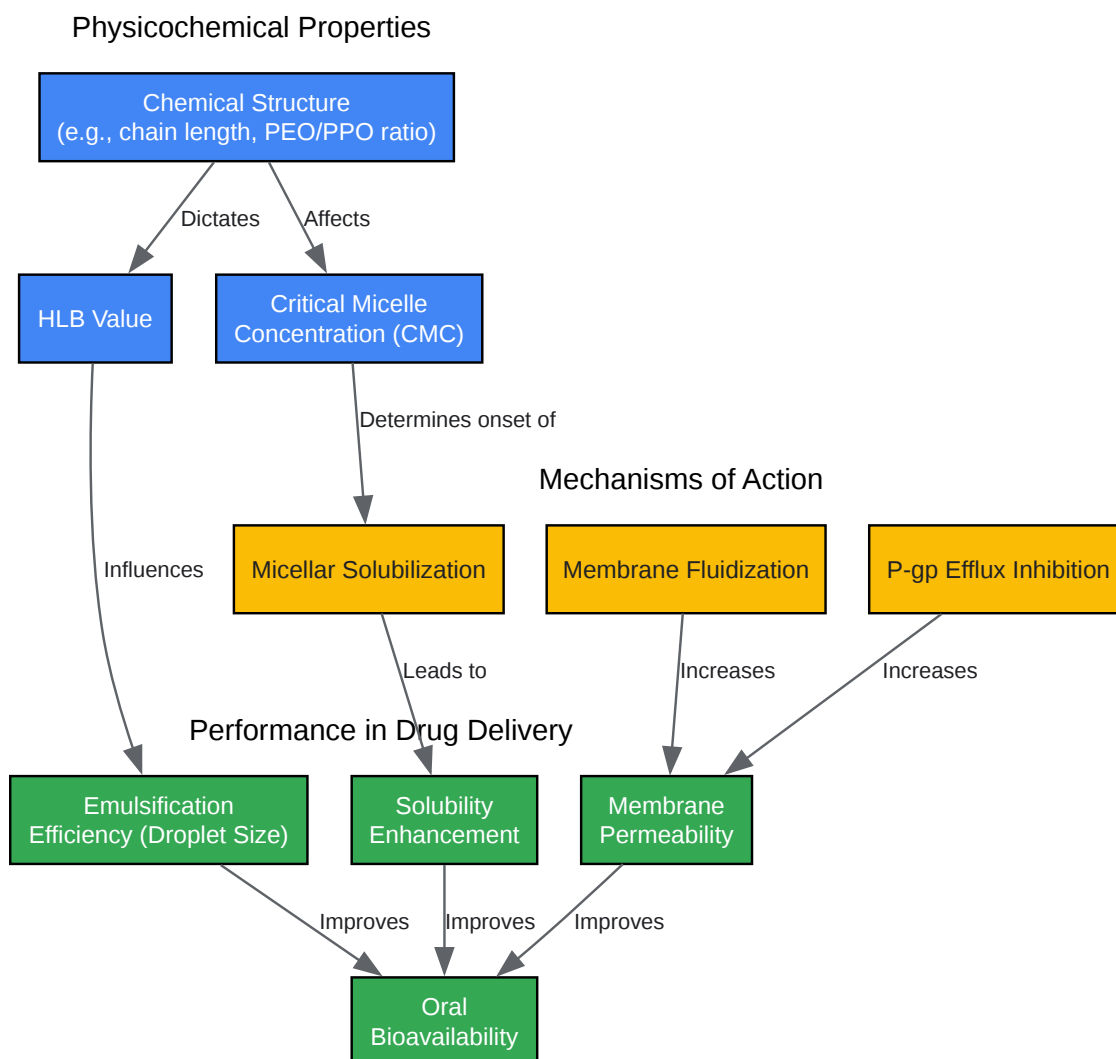 Physicochemical Properties
Chemical Structure
(e.g., chain length, PEO/PPO ratio)
Dictates
Affects
HLB Value
Critical Micelle
Concentration (CMC)
Determines onset of
Mechanisms of Action
Micellar Solubilization
Membrane Fluidization
P-gp Efflux Inhibition
Influences
Leads to
Increases
Increases
Performance in Drug Delivery
Emulsification
Efficiency (Droplet Size)
Solubility
Enhancement
Membrane
Permeability
Improves
Improves
Improves
Oral
Bioavailability